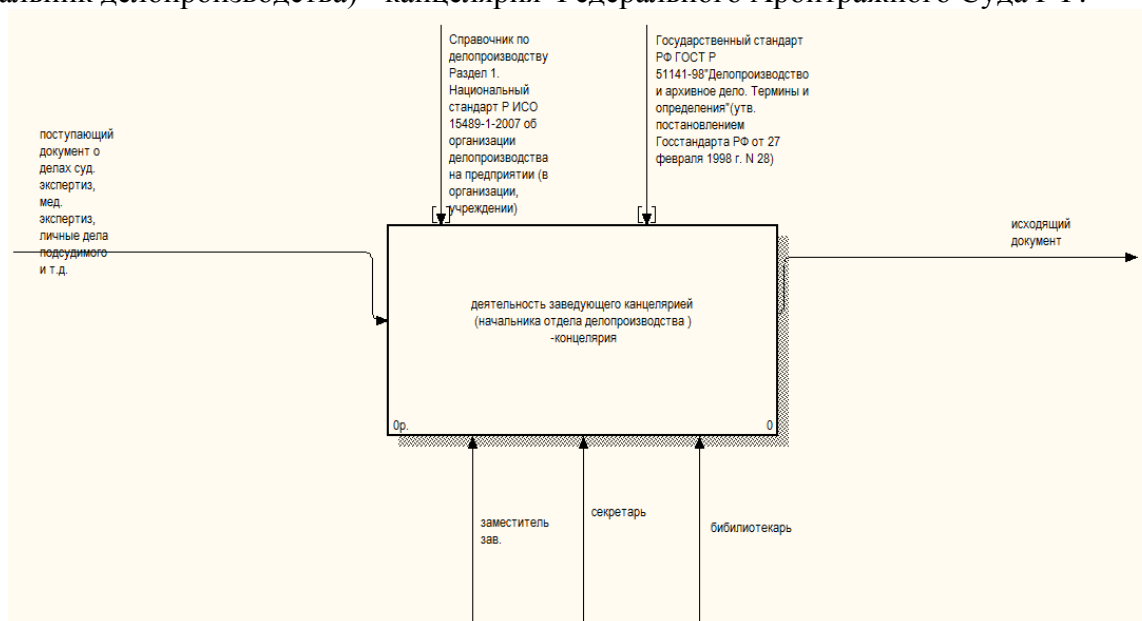 Справочник по
делопроизводству
Раздел 1.
Национальный
стандарт Р ИСО
15489-1-2007 об
организации
делопроизводства
на предприятии (в
организации,
учреждении)
Государственный стандарт
РФ ГОСТ Р
51141-98"Делопроизводство
и архивное дело. Термины и
определения"(утв.
постановлением
Госстандарта РФ от 27
февраля 1998 г. N 28)
поступающий
документ о
делах суд.
экспертиз,
мед.
экспертиз,
личные дела
подсудимого
и т.д.
исходящий
документ
деятельность заведующего канцелярией
(начальника отдела делопроизводства )
-концелярия
0р.
0
заместитель
зав.
секретарь
бибилиотекарь